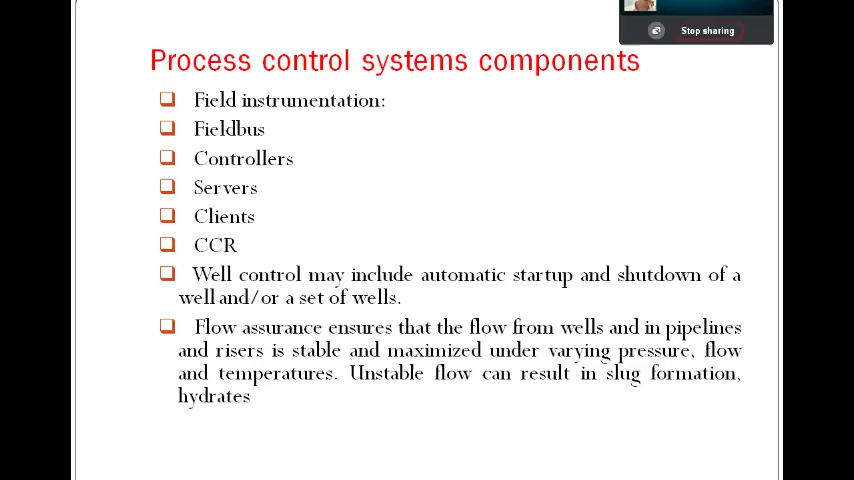 Stop sharing
Process control systems components
Field instrumentation:
Fieldbus
Controllers
Servers
Clients
CCR
Well control may include automatic startup and shutdown of a
well and/or a set of wells.
Flow assurance ensures that the flow from wells and in pipelines
and risers is stable and maximized under varying pressure, flow
and temperatures. Unstable flow can result in slug formation,
hydrates